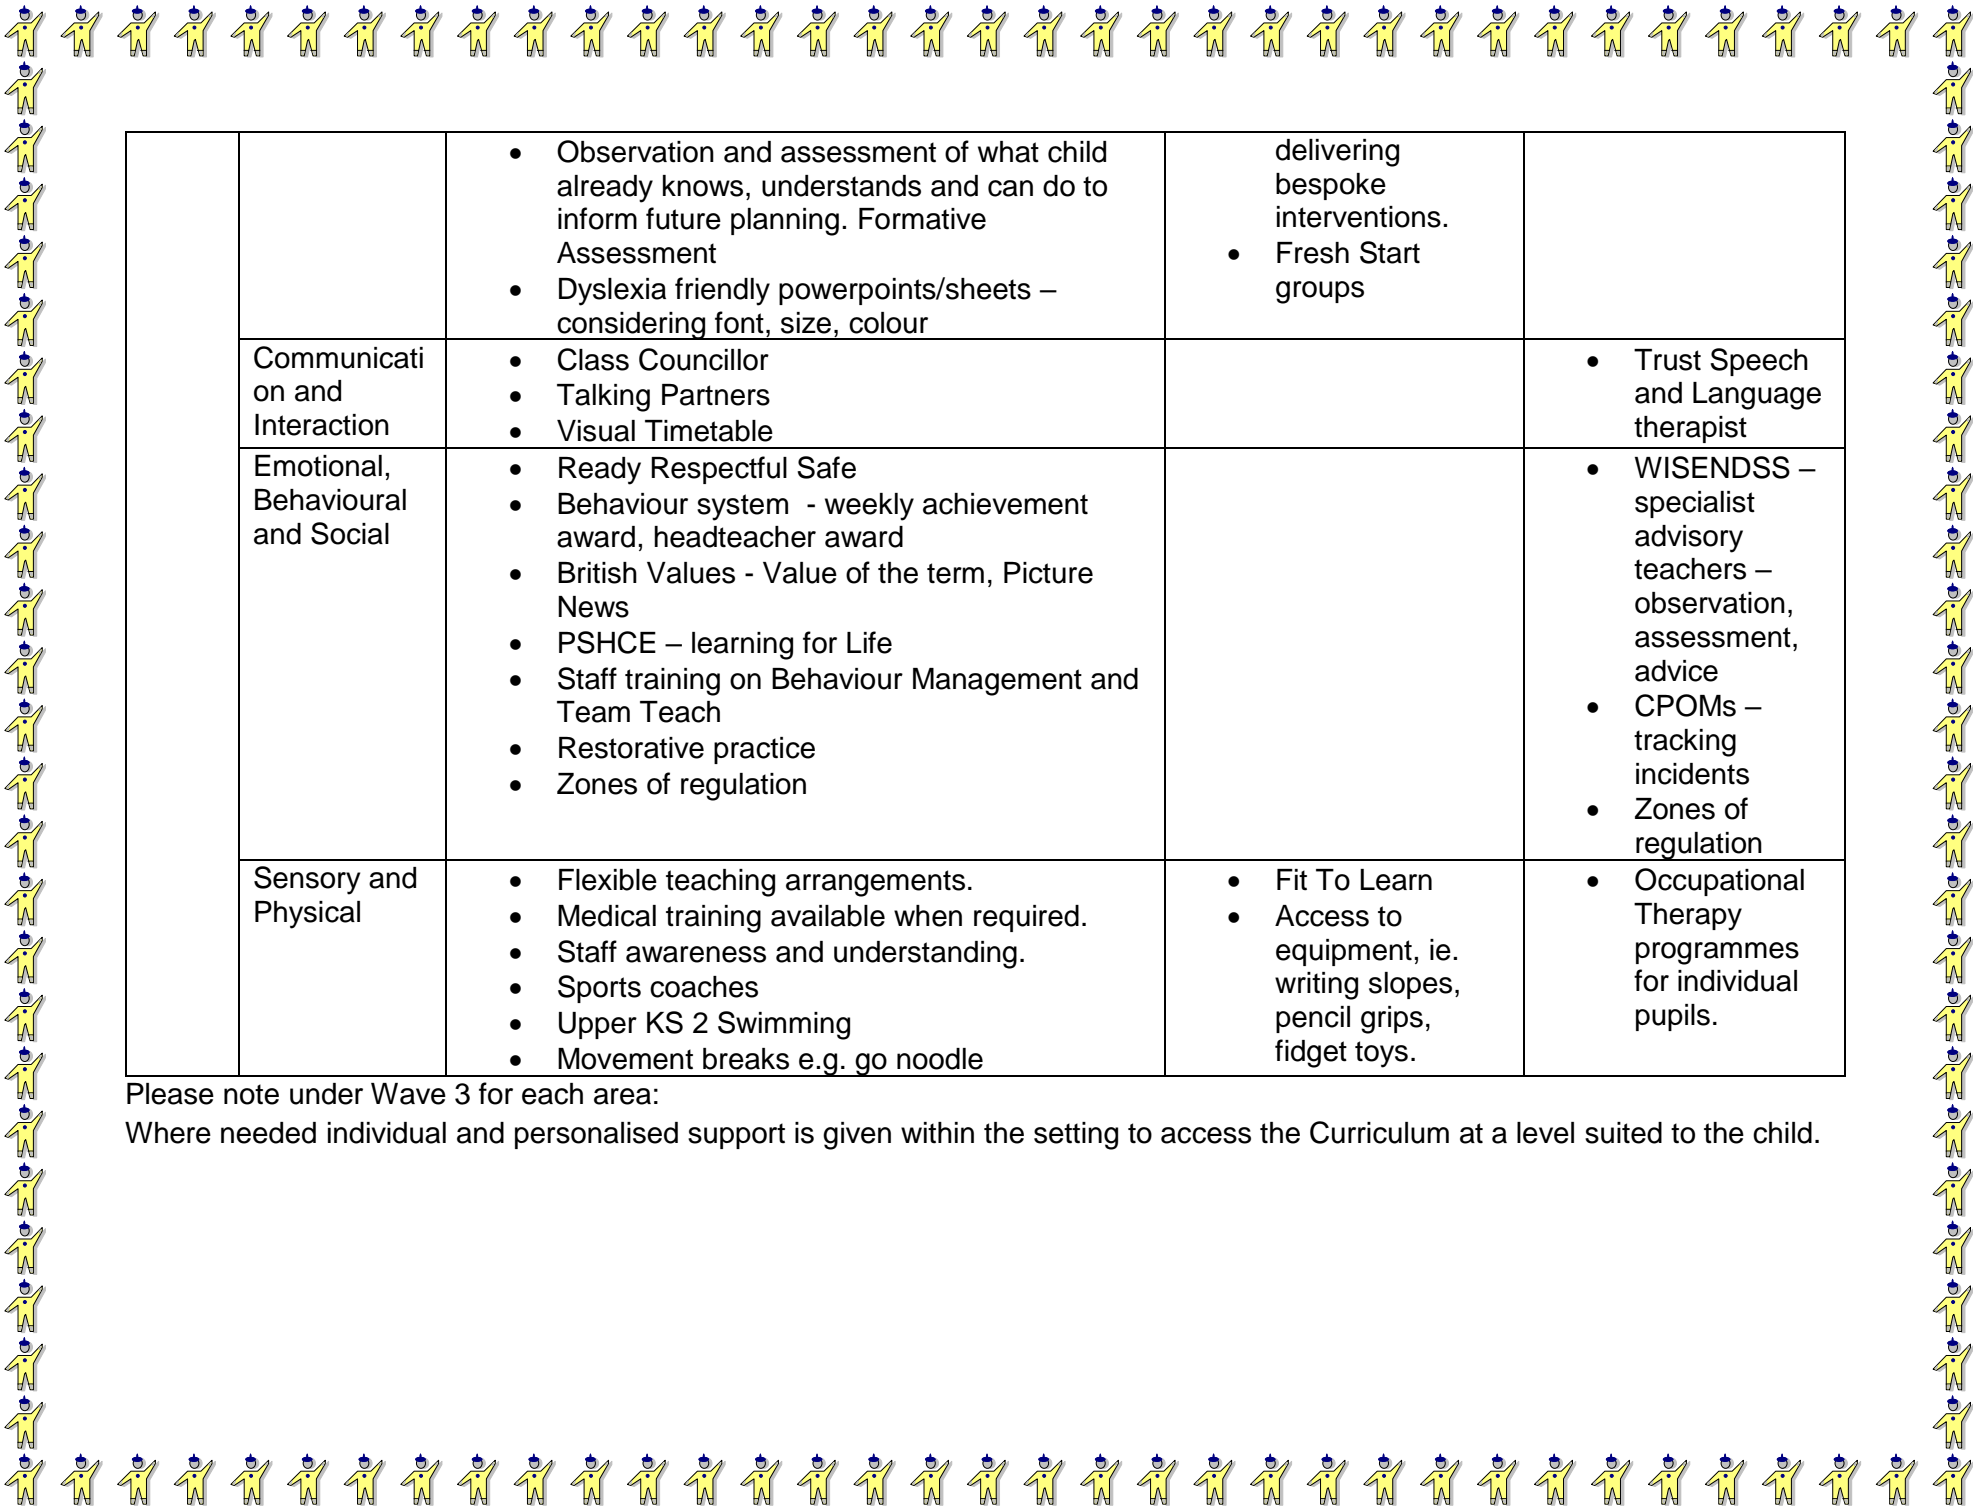 • Observation and assessment of what child
already knows, understands and can do to
inform future planning. Formative
Assessment
• Dyslexia friendly powerpoints/sheets –
considering font, size, colour
delivering
bespoke
interventions.
• Fresh Start
groups
Communicati
on and
Interaction
• Class Councillor
• Talking Partners
• Visual Timetable
• Trust Speech
and Language
therapist
Emotional,
Behavioural
and Social
• Ready Respectful Safe
• Behaviour system  - weekly achievement
award, headteacher award
• British Values - Value of the term, Picture
News
• PSHCE – learning for Life
• Staff training on Behaviour Management and
Team Teach
• Restorative practice
• Zones of regulation
• WISENDSS –
specialist
advisory
teachers –
observation,
assessment,
advice
• CPOMs –
tracking
incidents
• Zones of
regulation
Sensory and
Physical
• Flexible teaching arrangements.
• Medical training available when required.
• Staff awareness and understanding.
• Sports coaches
• Upper KS 2 Swimming
• Movement breaks e.g. go noodle
• Fit To Learn
• Access to
equipment, ie.
writing slopes,
pencil grips,
fidget toys.
• Occupational
Therapy
programmes
for individual
pupils.
Please note under Wave 3 for each area:
Where needed individual and personalised support is given within the setting to access the Curriculum at a level suited to the child.